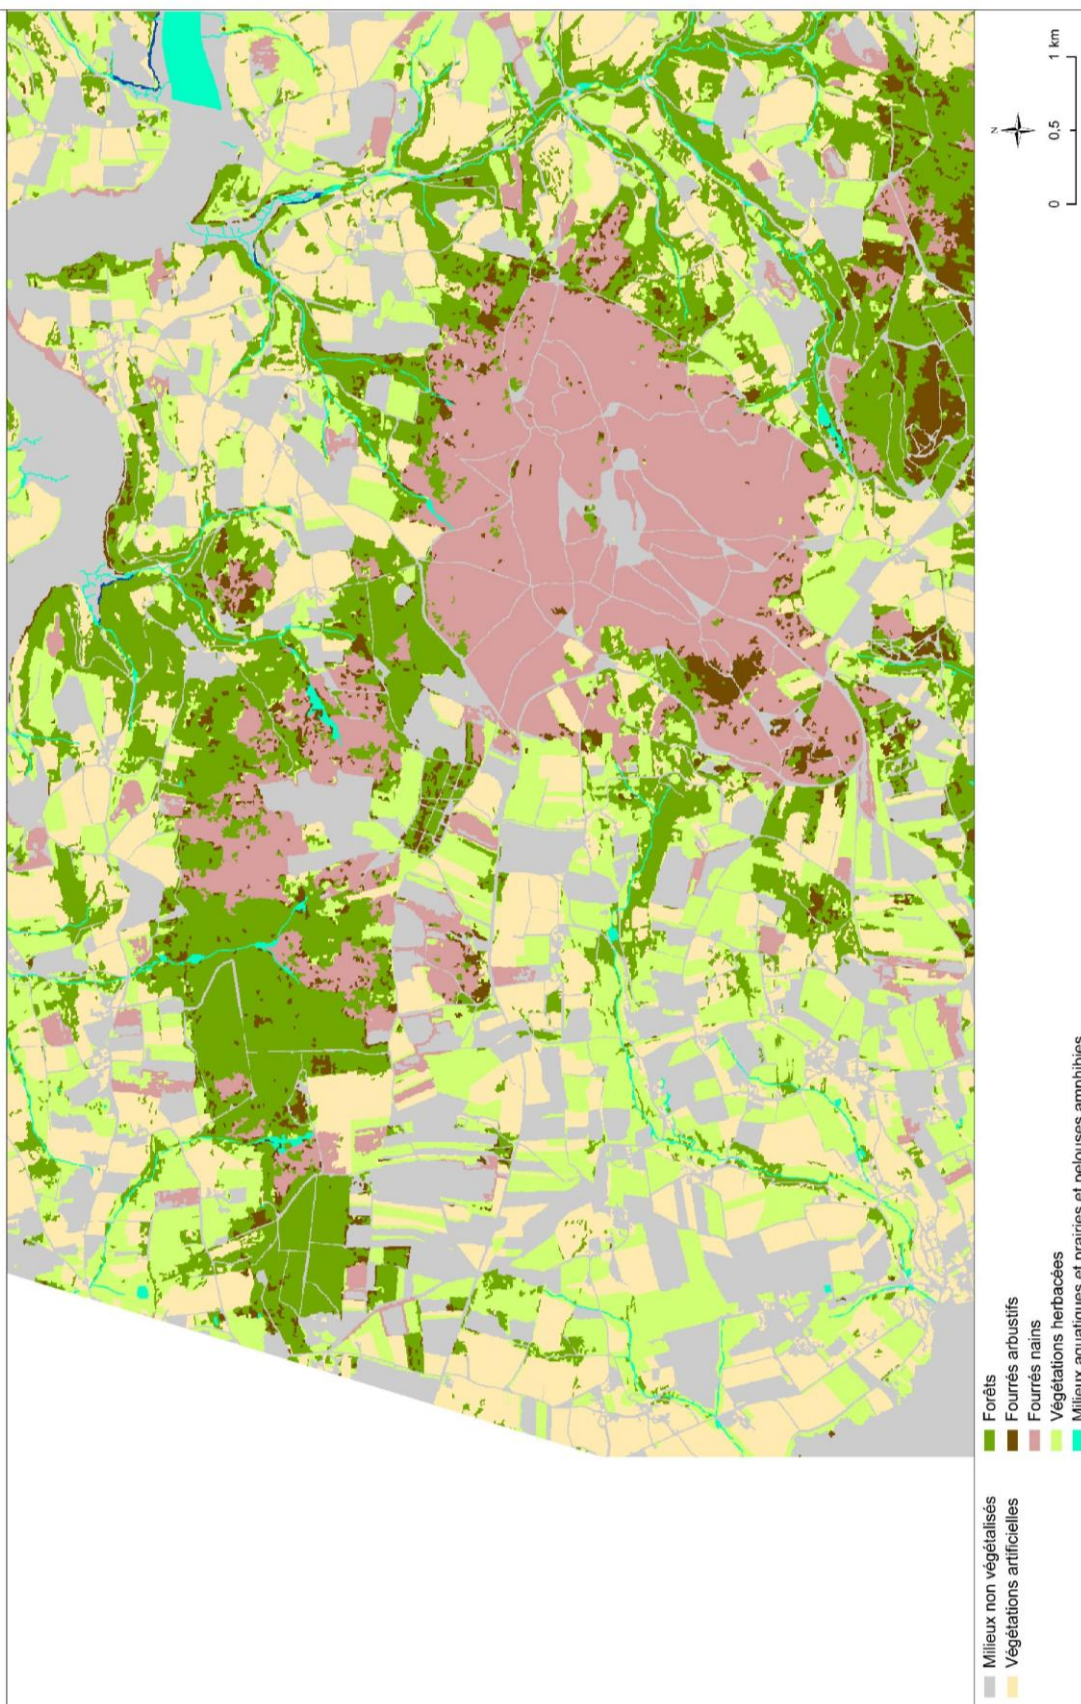 Milieux non végétalisés
Végétations artificielles
Forêts
Fourrés arbustifs
Fourrés nains
Végétations herbacées
Milieux aquatiques et prairies et pelouses amphibies
N
0 0.5 1 km